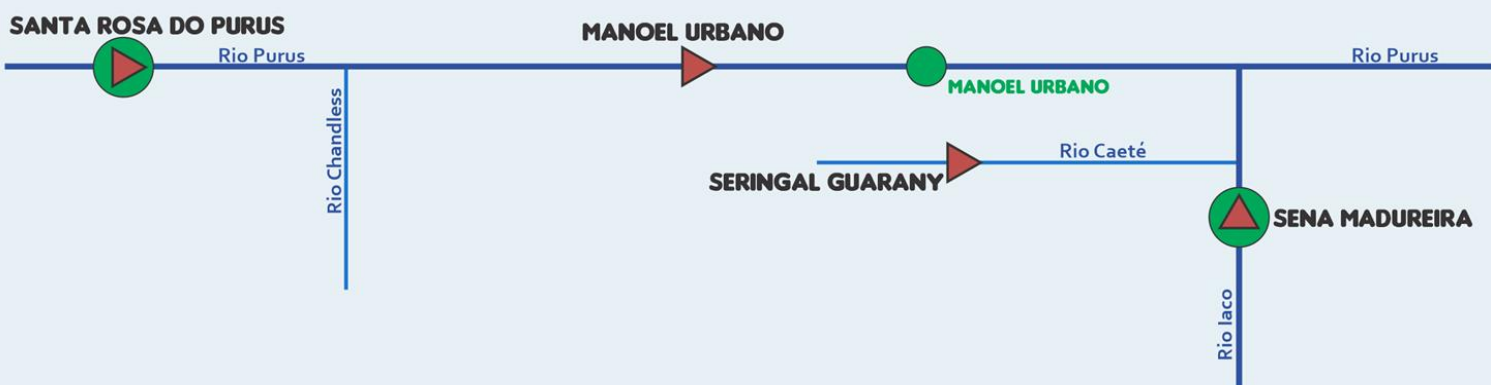 SANTA ROSA DO PURUS
Rio Purus
MANOEL URBANO
Rio Purus
MANOEL URBANO
Rio Chandless
Rio Caeté
SERINGAL GUARANY
SENA MADUREIRA
Rio Iaco